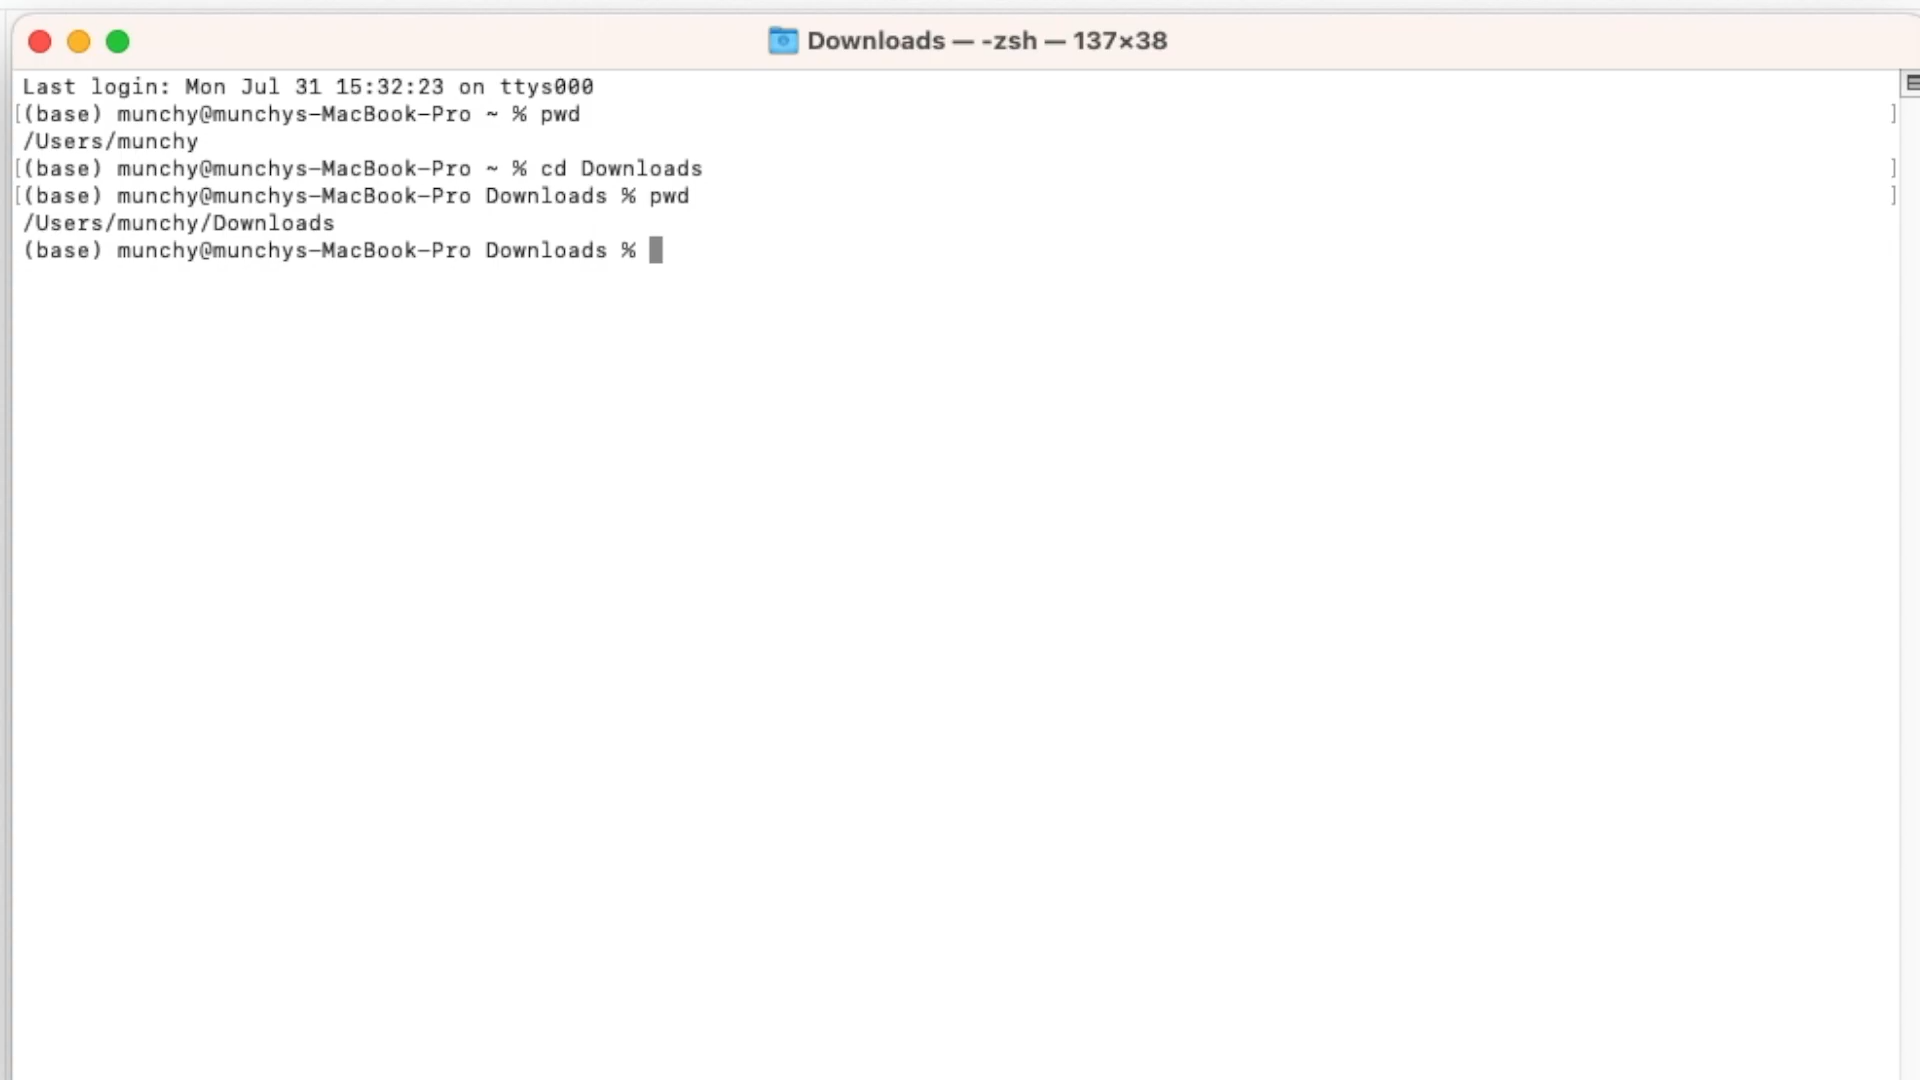 Downloads — -zsh — 137×38
Last login: Mon Jul 31 15:32:23 on ttys000
[(base) munchy@munchys-MacBook-Pro ~ % pwd ]
/Users/munchy
[(base) munchy@munchys-MacBook-Pro ~ % cd Downloads ]
[(base) munchy@munchys-MacBook-Pro Downloads % pwd ]
/Users/munchy/Downloads
(base) munchy@munchys-MacBook-Pro Downloads %